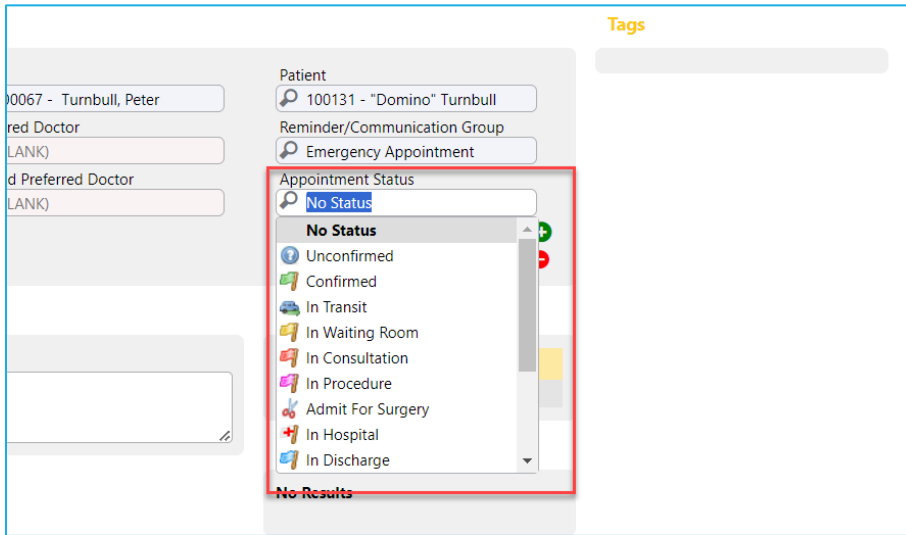 Tags
Patient
00067 - Turnbull, Peter
100131 - "Domino" Turnbull
red Doctor
Reminder/Communication Group
LANK)
Emergency Appointment
d Preferred Doctor
Appointment Status
LANK)
No Status
No Status
Unconfirmed
Confirmed
In Transit
In Waiting Room
In Consultation
In Procedure
Admit For Surgery
In Hospital
In Discharge
No Results